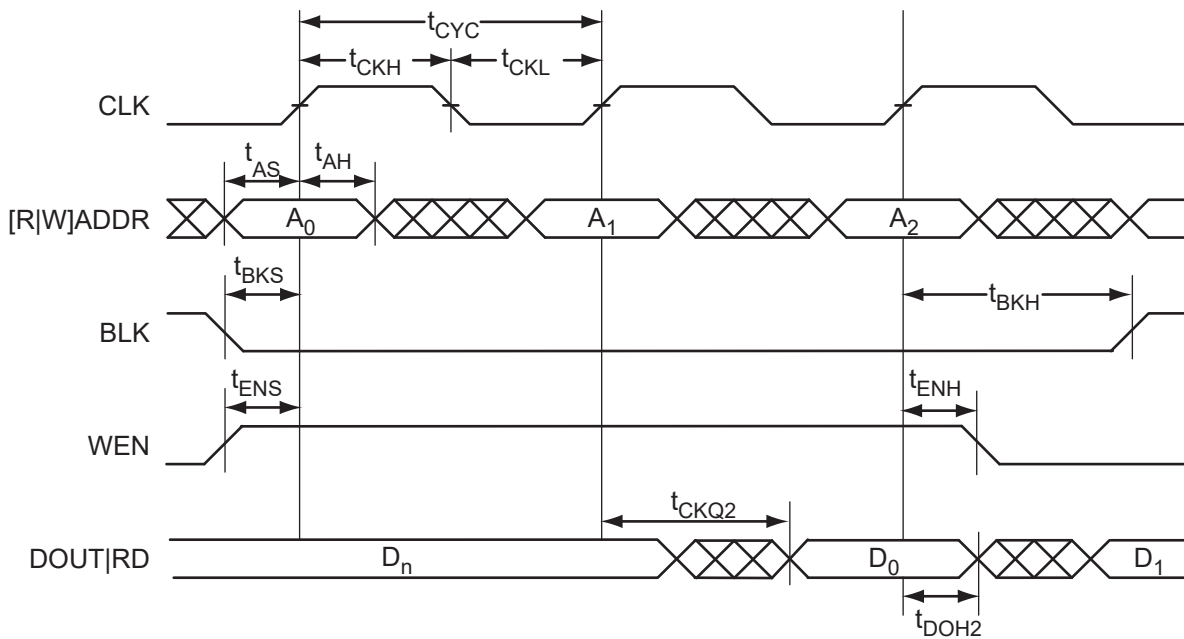 tCYC
tCKH tCKL
CLK
tAS tAH
[R|W]ADDR A0 A1 A2
tBKS tBKH
BLK
tENS tENH
WEN
tCKQ2
DOUT|RD Dn D0 D1
tDOH2